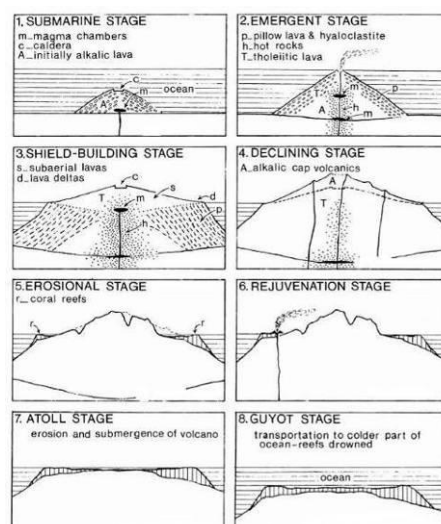 1. SUBMARINE STAGE
m_magma chambers
c_caldera
A_initially alkalic lava
c
m
A
ocean
2. EMERGENT STAGE
p_pillow lava & hyaloclastite
h_hot rocks
T_tholeiitic lava
T
m
h
p
A
m
3. SHIELD-BUILDING STAGE
s_subaerial lavas
d_lava deltas
c
s
d
T
m
p
h
4. DECLINING STAGE
A_alkalic cap volcanics
A
T
5. EROSIONAL STAGE
r_ coral reefs
r
r
6. REJUVENATION STAGE
7. ATOLL STAGE
erosion and submergence of volcano
8. GUYOT STAGE
transportation to colder part of
ocean-reefs drowned
ocean